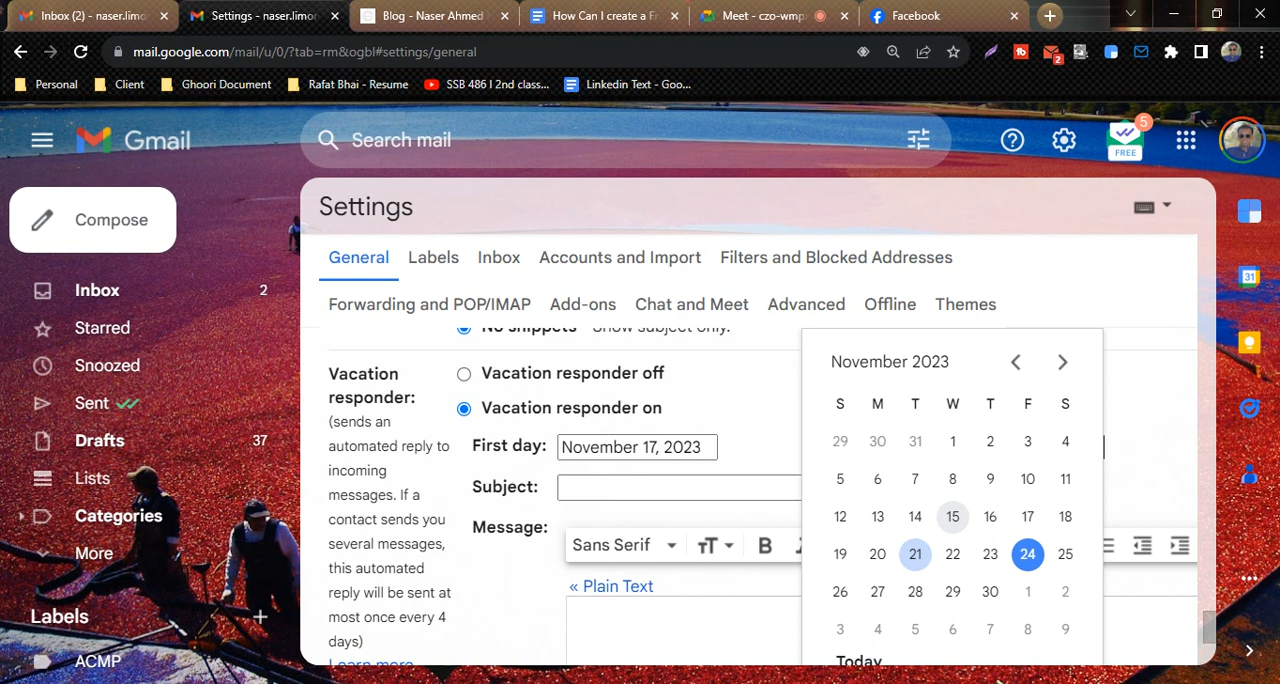 Inbox (2) - naser.limo
Settings - naser.limon
Blog - Naser Ahmed
How Can I create a Fr
Meet - czo-wmp
Facebook
mail.google.com/mail/u/0/?tab=rm&ogbl#settings/general
2
Personal
Client
Ghoori Document
Rafat Bhai - Resume
SSB 486 I 2nd class...
Linkedin Text - Goo...
Gmail
Search mail
5
FREE
Compose
Inbox 2
Starred
Snoozed
Sent
Drafts 37
Lists
Categories
More
Labels
ACMP
Settings
General Labels Inbox Accounts and Import Filters and Blocked Addresses
Forwarding and POP/IMAP Add-ons Chat and Meet Advanced Offline Themes
No snippets - Show subject only.
Vacation
responder:
(sends an
automated reply to
incoming
messages. If a
contact sends you
several messages,
this automated
reply will be sent at
most once every 4
days)
Learn more
Vacation responder off
Vacation responder on
First day: November 17, 2023
Subject:
Message:
Sans Serif
B
« Plain Text
November 2023
S M T W T F S
29 30 31 1 2 3 4
5 6 7 8 9 10 11
12 13 14 15 16 17 18
19 20 21 22 23 24 25
26 27 28 29 30 1 2
3 4 5 6 7 8 9
Today
31